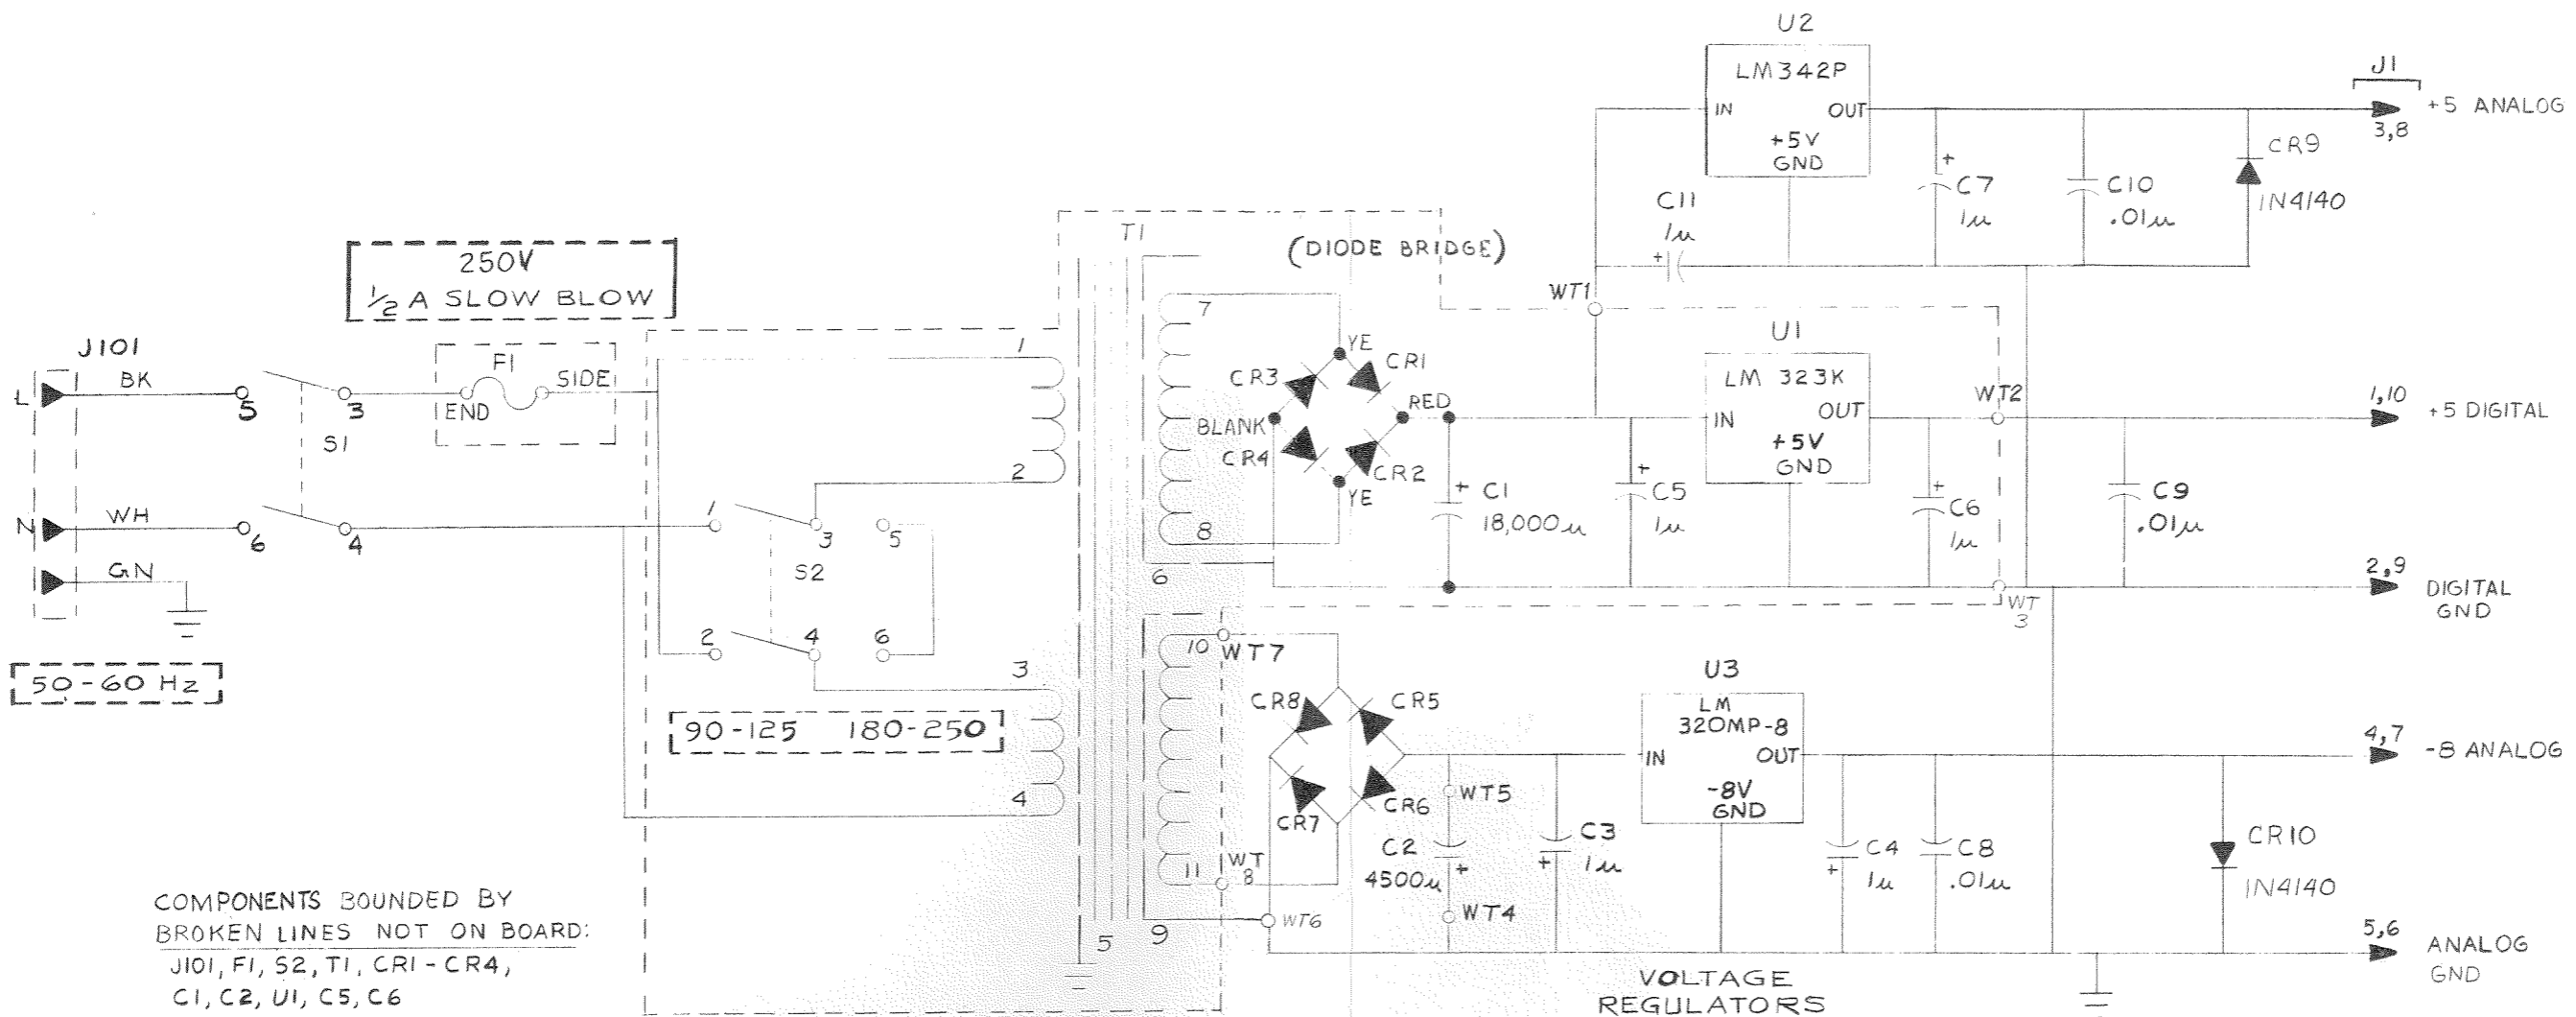 U2
LM342P
IN
OUT
+5V
GND
J1
+5 ANALOG
3,8
C11
1µ
+
+
C7
1µ
C10
.01µ
CR9
1N4140
250V
1/2 A SLOW BLOW
T1
(DIODE BRIDGE)
WT1
J101
L
BK
5
3
S1
F1
END
SIDE
N
WH
6
4
GN
50-60 Hz
1
2
1
3
5
S2
2
4
6
3
4
90-125 180-250
7
8
6
YE
CR3
CR1
BLANK
RED
CR4
CR2
YE
+
C1
18,000µ
+
C5
1µ
U1
LM 323K
IN
OUT
+5V
GND
WT2
+
C6
1µ
C9
.01µ
1,10
+5 DIGITAL
2,9
DIGITAL
GND
WT
3
10
WT7
CR8
CR5
CR7
CR6
11
WT
8
WT6
5
9
WT5
C2
4500µ
+
WT4
C3
+
1µ
U3
LM
320MP-8
IN
OUT
-8V
GND
C4
+
1µ
C8
.01µ
CR10
1N4140
4,7
-8 ANALOG
5,6
ANALOG
GND
COMPONENTS BOUNDED BY
BROKEN LINES NOT ON BOARD:
J101, F1, S2, T1, CR1-CR4,
C1, C2, U1, C5, C6
VOLTAGE
REGULATORS